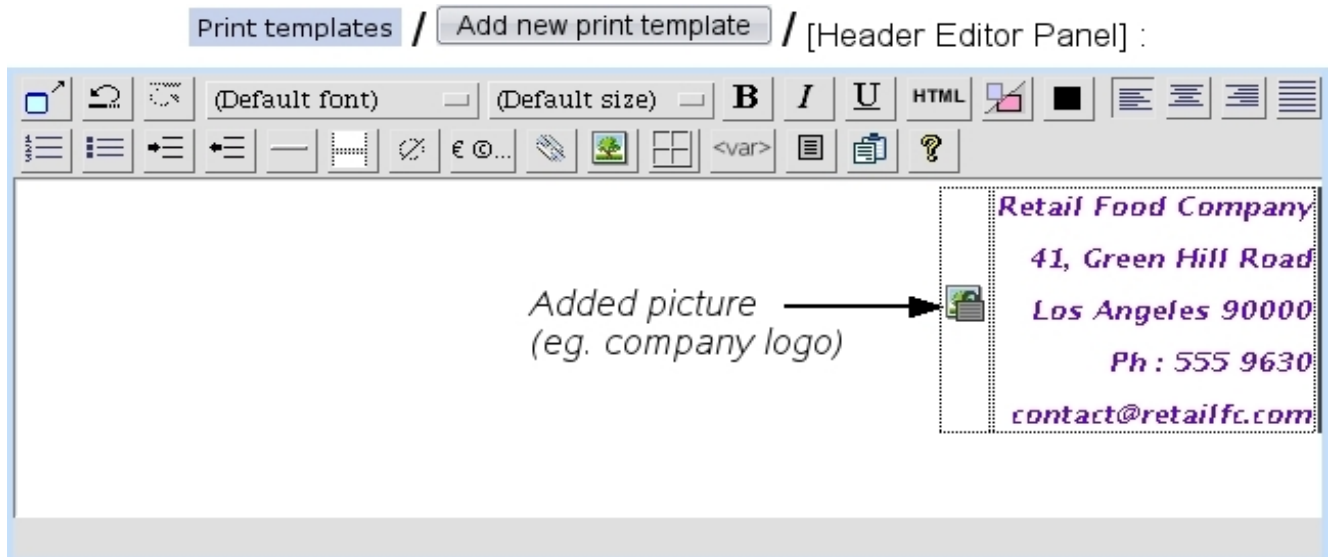 Print templates / Add new print template / [Header Editor Panel] :
(Default font) (Default size) B I U HTML
€ ©... <var> ?
Retail Food Company
41, Green Hill Road
Added picture
Los Angeles 90000
(eg. company logo)
Ph : 555 9630
contact@retailfc.com